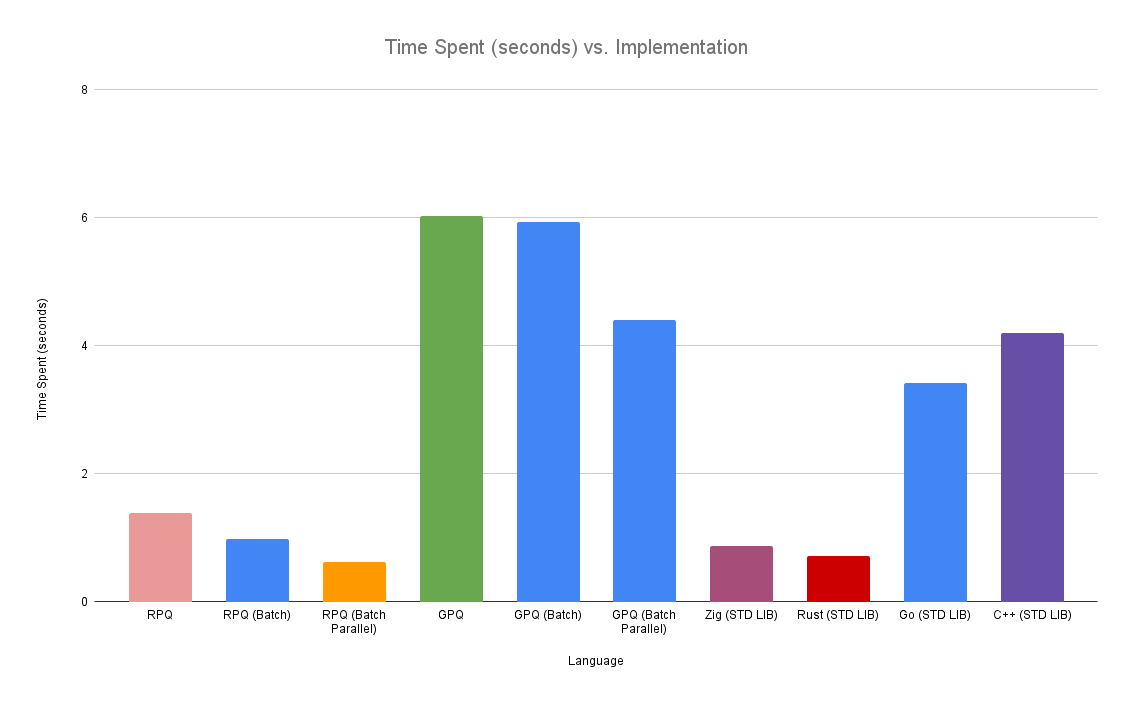 Time Spent (seconds) vs. Implementation
8
6
4
2
0
Time Spent (seconds)
RPQ
RPQ (Batch)
RPQ (Batch
Parallel)
GPQ
GPQ (Batch)
GPQ (Batch
Parallel)
Zig (STD LIB)
Rust (STD LIB)
Go (STD LIB)
C++ (STD LIB)
Language